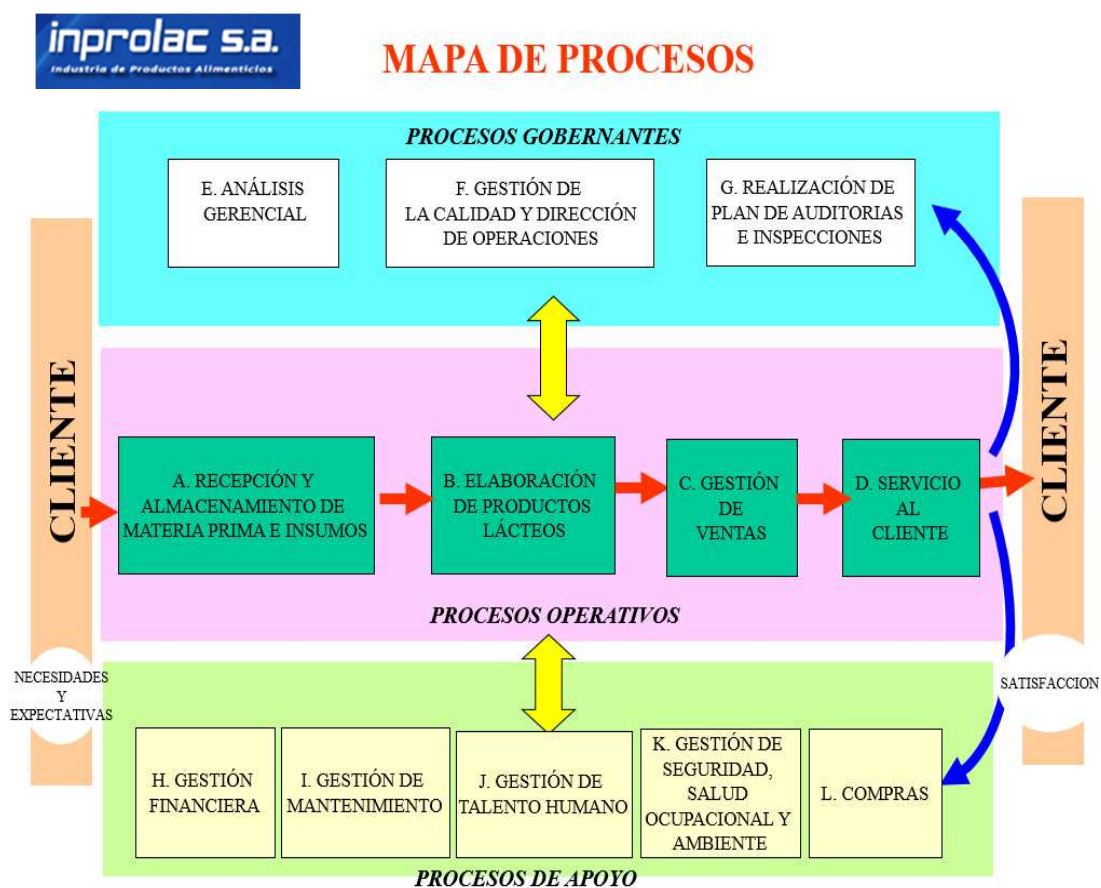 inprolac s.a.
Industria de Productos Alimenticios
MAPA DE PROCESOS
PROCESOS GOBERNANTES
E. ANÁLISIS
GERENCIAL
F. GESTIÓN DE
LA CALIDAD Y DIRECCIÓN
DE OPERACIONES
G. REALIZACIÓN DE
PLAN DE AUDITORIAS
E INSPECCIONES
CLIENTE
A. RECEPCIÓN Y
ALMACENAMIENTO DE
MATERIA PRIMA E INSUMOS
B. ELABORACIÓN
DE PRODUCTOS
LÁCTEOS
C. GESTIÓN
DE
VENTAS
D. SERVICIO
AL
CLIENTE
CLIENTE
PROCESOS OPERATIVOS
NECESIDADES
Y
EXPECTATIVAS
SATISFACCION
H. GESTIÓN
FINANCIERA
I. GESTIÓN DE
MANTENIMIENTO
J. GESTIÓN DE
TALENTO HUMANO
K. GESTIÓN DE
SEGURIDAD,
SALUD
OCUPACIONAL Y
AMBIENTE
L. COMPRAS
PROCESOS DE APOYO